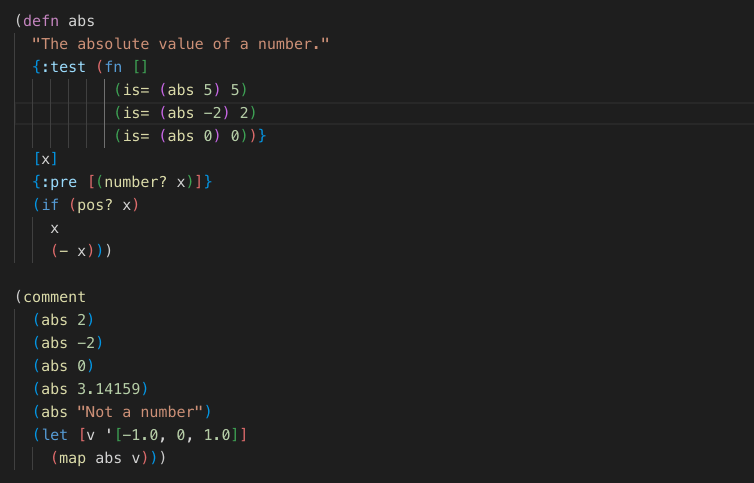 (defn abs
  "The absolute value of a number."
  {:test (fn []
           (is= (abs 5) 5)
           (is= (abs -2) 2)
           (is= (abs 0) 0))}
  [x]
  {:pre [(number? x)]}
  (if (pos? x)
    x
    (- x)))

(comment
  (abs 2)
  (abs -2)
  (abs 0)
  (abs 3.14159)
  (abs "Not a number")
  (let [v '[-1.0, 0, 1.0]]
    (map abs v)))